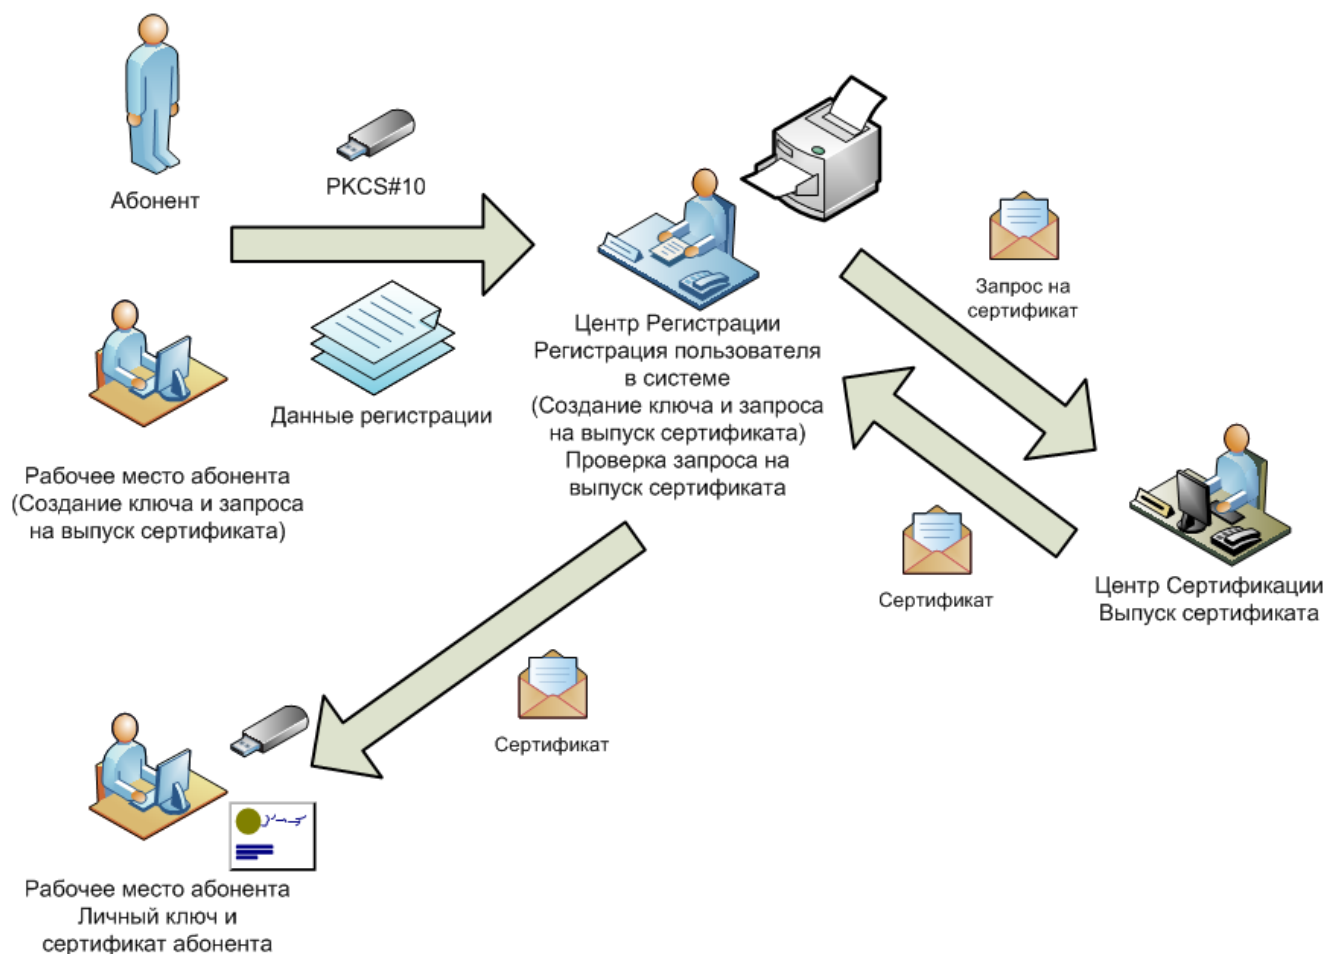 Абонент
PKCS#10
Данные регистрации
Рабочее место абонента
(Создание ключа и запроса
на выпуск сертификата)
Центр Регистрации
Регистрация пользователя
в системе
(Создание ключа и запроса
на выпуск сертификата)
Проверка запроса на
выпуск сертификата
Запрос на
сертификат
Сертификат
Центр Сертификации
Выпуск сертификата
Сертификат
Рабочее место абонента
Личный ключ и
сертификат абонента